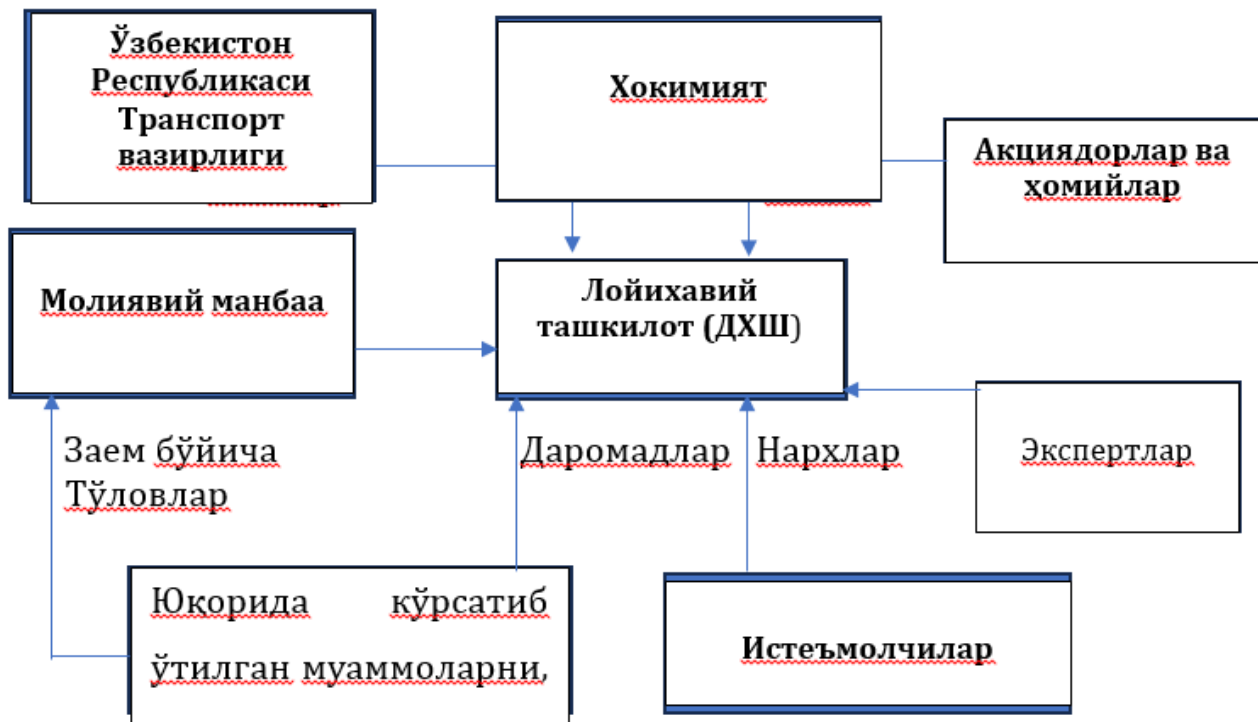 Ўзбекистон
Республикаси
Транспорт
вазирлиги
Хокимият
Акциядорлар ва
ҳомийлар
Молиявий манбаа
Лойихавий
ташкилот (ДХШ)
Заем бўйича
Тўловлар
Даромадлар
Нархлар
Экспертлар
Юқорида кўрсатиб
ўтилган муаммоларни,
Истеъмолчилар